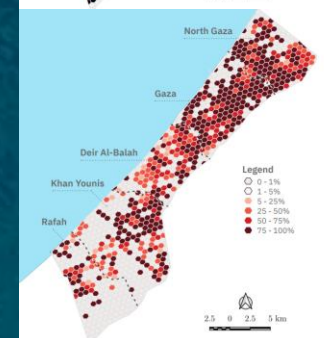 North Gaza
Gaza
Deir Al-Balah
Khan Younis
Rafah
Legend
0 - 1%
1 - 5%
5 - 25%
25 - 50%
50 - 75%
75 - 100%
2.5 0 2.5 5 km